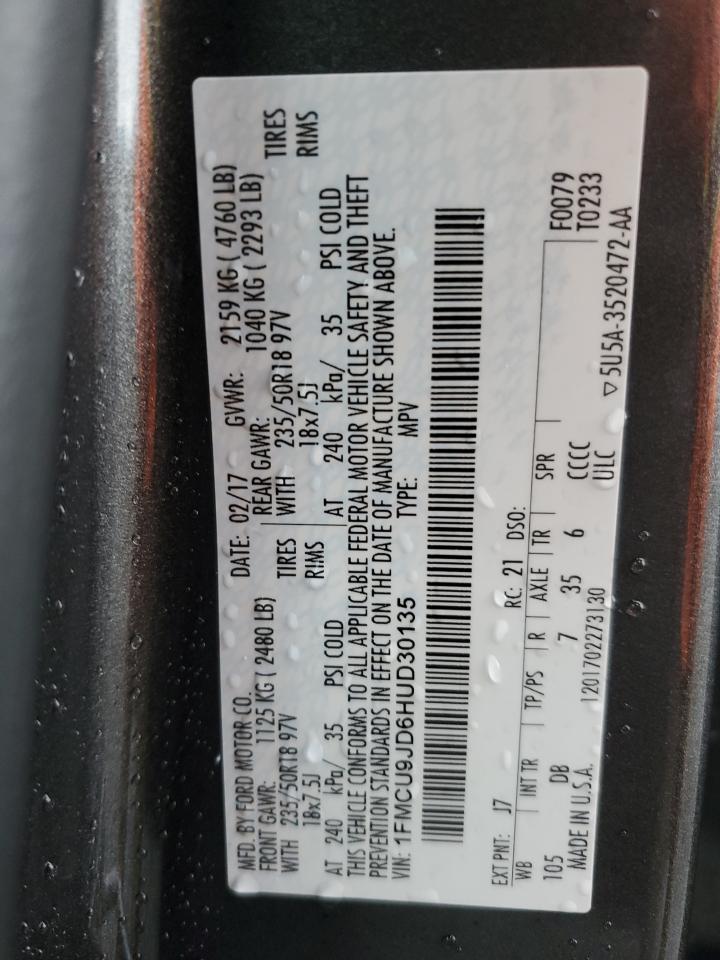 MFD. BY FORD MOTOR CO.
DATE: 02/17 GVWR: 2159 KG ( 4760 LB)
FRONT GAWR: 1125 KG ( 2480 LB) REAR GAWR: 1040 KG ( 2293 LB)
WITH 235/50R18 97V TIRES WITH 235/50R18 97V TIRES
18x7.5J RIMS 18x7.5J RIMS
AT 240 kPa/ 35 PSI COLD AT 240 kPa/ 35 PSI COLD
THIS VEHICLE CONFORMS TO ALL APPLICABLE FEDERAL MOTOR VEHICLE SAFETY AND THEFT
PREVENTION STANDARDS IN EFFECT ON THE DATE OF MANUFACTURE SHOWN ABOVE.
VIN: 1FMCU9JD6HUD30135 TYPE: MPV
EXT PNT: J7 RC: 21 DSO: F0079
WB INT TR TP/PS R AXLE TR SPR T0233
105 DB 7 35 6 CCCC
MADE IN U.S.A. 1201702273130 ULC ▽5U5A-3520472-AA